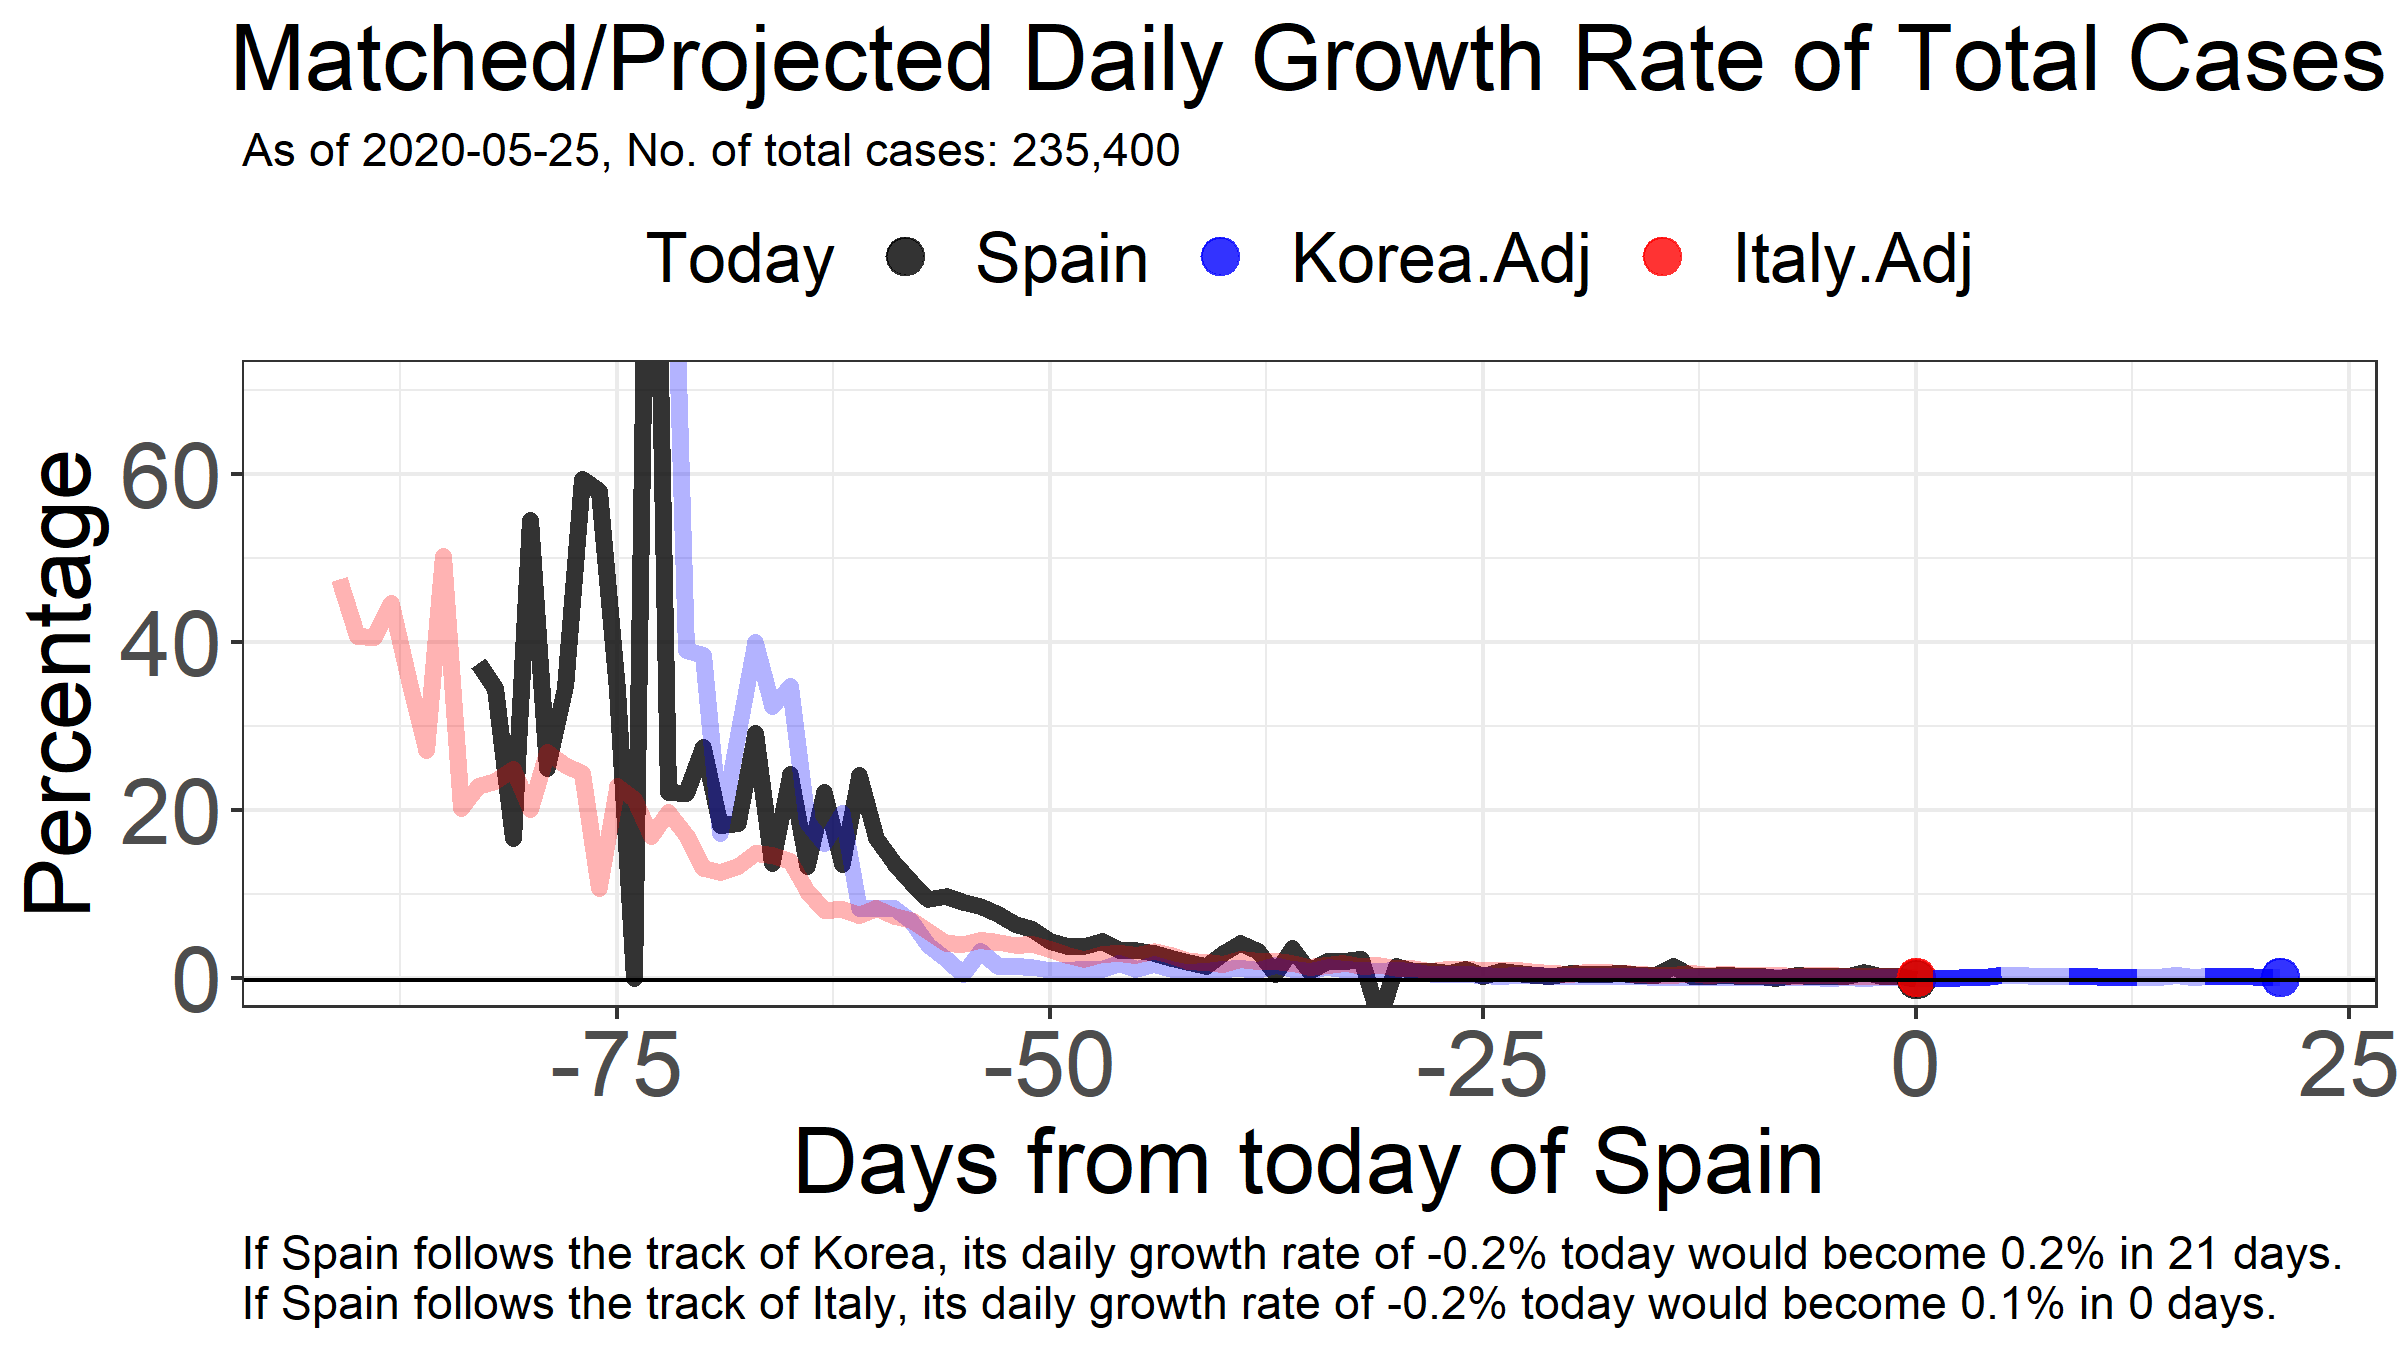 Matched/Projected Daily Growth Rate of Total Cases
As of 2020-05-25, No. of total cases: 235,400
Today Spain Korea.Adj Italy.Adj
Percentage
60
40
20
0
-75 -50 -25 0 25
Days from today of Spain
If Spain follows the track of Korea, its daily growth rate of -0.2% today would become 0.2% in 21 days.
If Spain follows the track of Italy, its daily growth rate of -0.2% today would become 0.1% in 0 days.